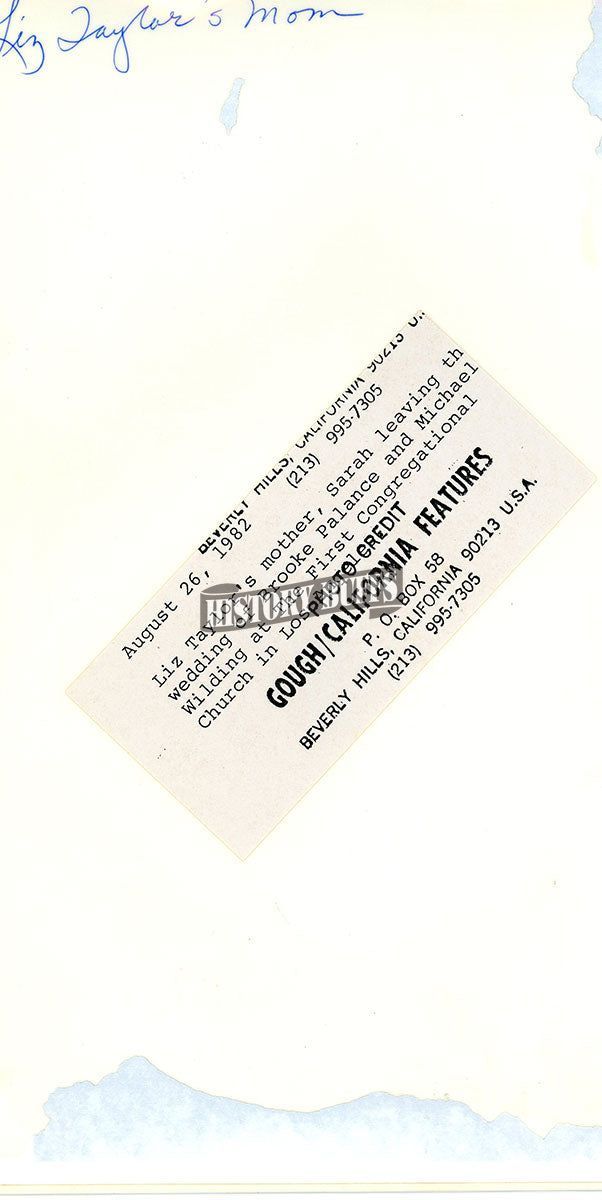 Liz Taylor's Mom
BEVERLY HILLS, CALIFORNIA 90213 U.
(213) 995-7305
August 26, 1982
Liz Taylor's mother, Sarah leaving th
wedding of Brooke Palance and Michael
Wilding at The First Congregational
Church in Los Angeles
PHOTO CREDIT
GOUGH/CALIFORNIA FEATURES
P. O. BOX 58
BEVERLY HILLS, CALIFORNIA 90213 U.S.A.
(213) 995-7305
HISTORY BUFFS